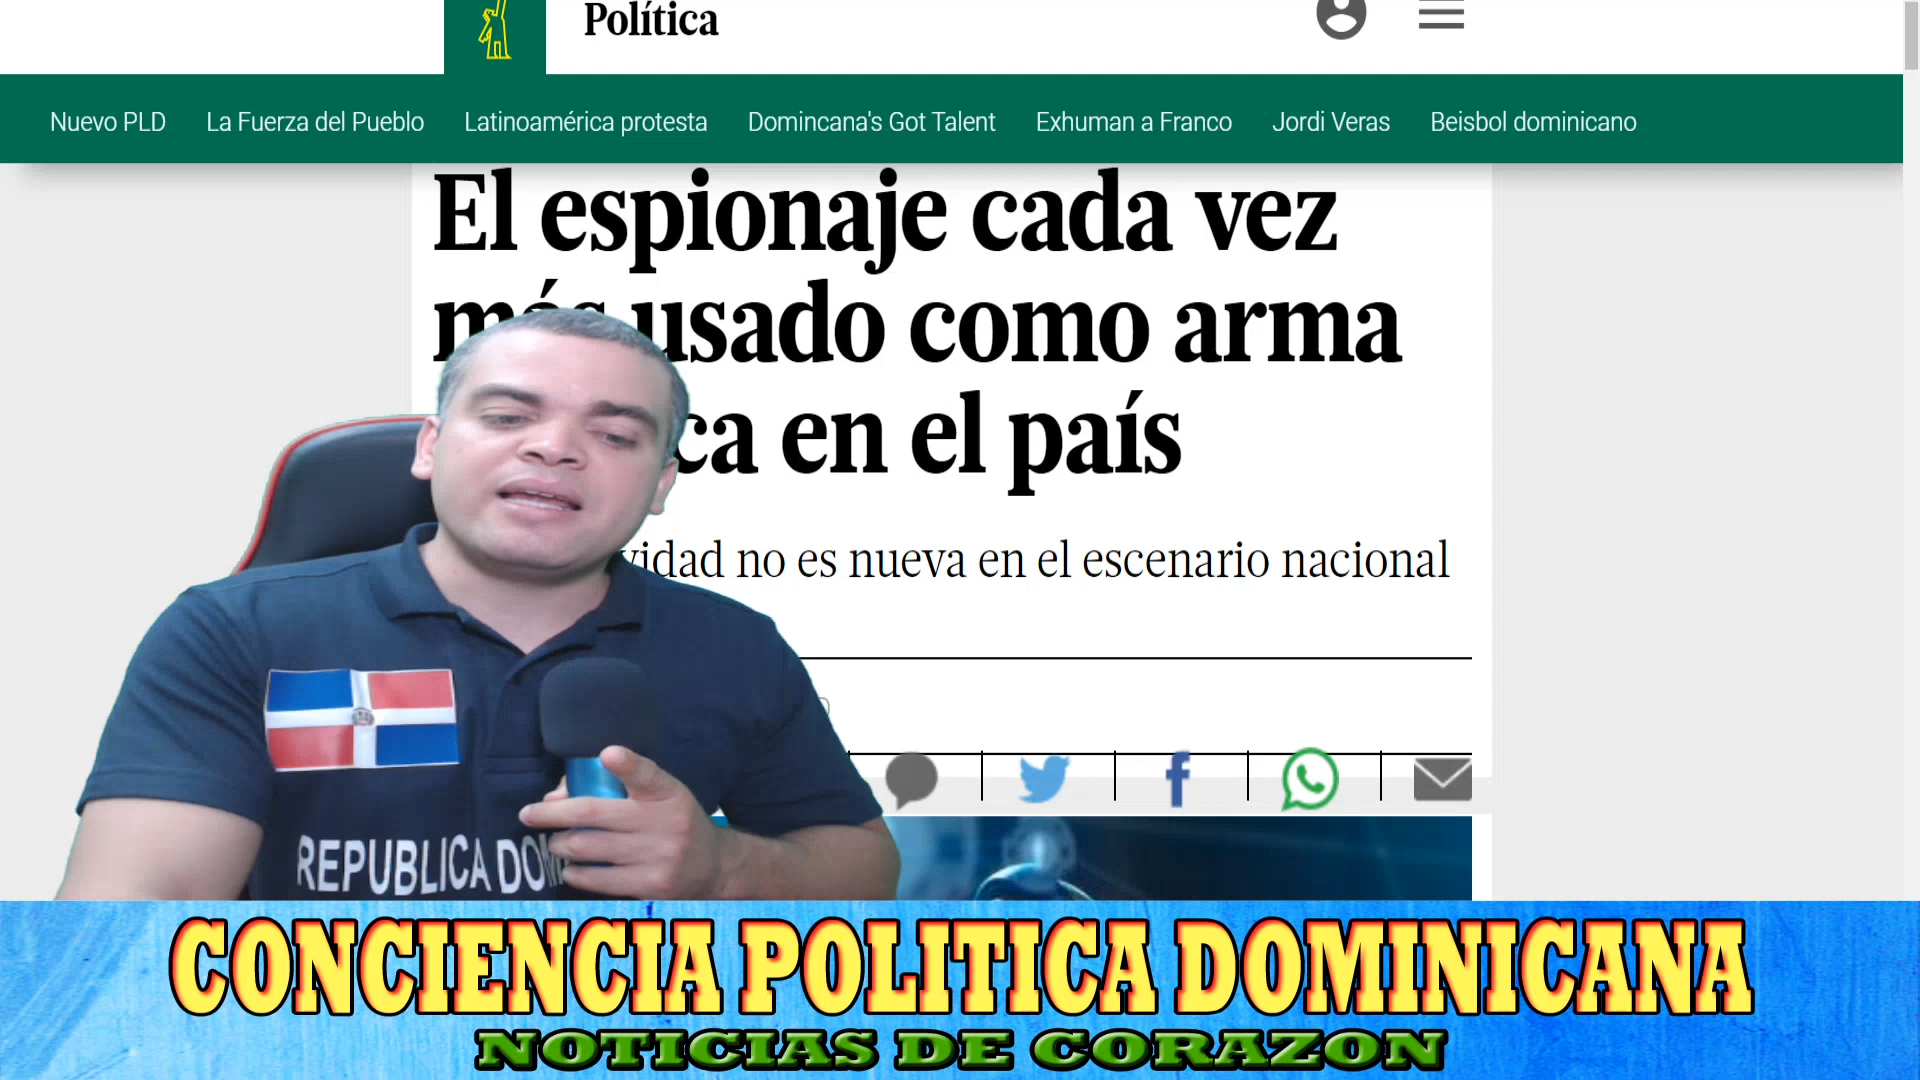 Política
Nuevo PLD La Fuerza del Pueblo Latinoamérica protesta Domincana's Got Talent Exhuman a Franco Jordi Veras Beisbol dominicano
El espionaje cada vez
más usado como arma
ca en el país
vidad no es nueva en el escenario nacional
REPUBLICA DOM
CONCIENCIA POLITICA DOMINICANA
NOTICIAS DE CORAZON